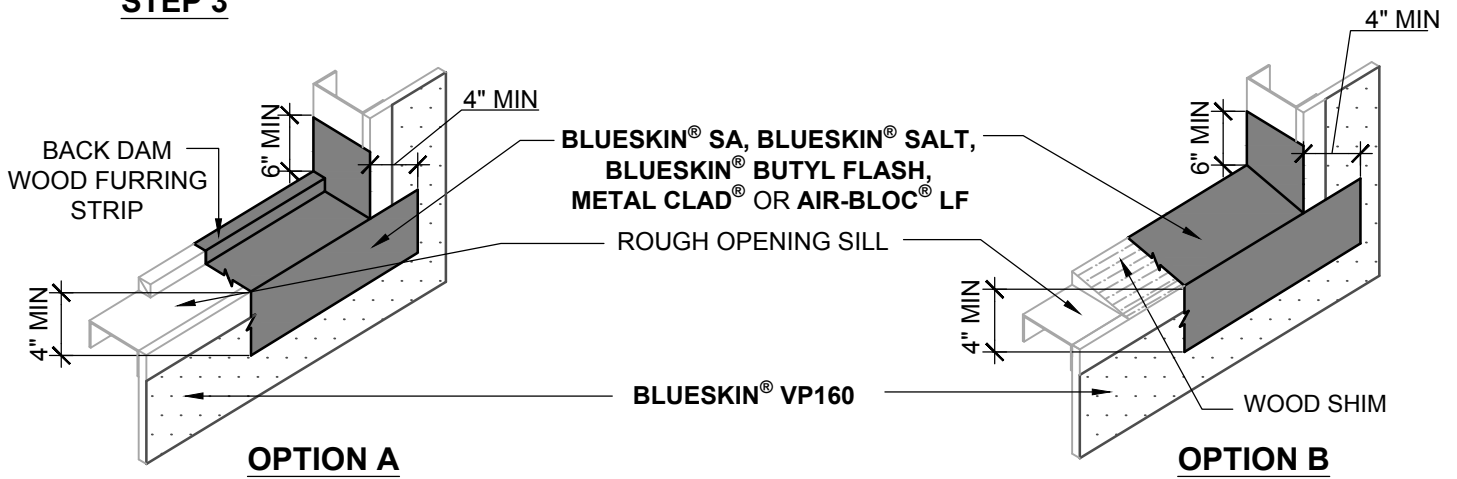 STEP 3
4" MIN
6" MIN
4" MIN
BACK DAM
WOOD FURRING
STRIP
BLUESKIN® SA, BLUESKIN® SALT,
BLUESKIN® BUTYL FLASH,
METAL CLAD® OR AIR-BLOC® LF
6" MIN
4" MIN
ROUGH OPENING SILL
4" MIN
4" MIN
BLUESKIN® VP160
WOOD SHIM
OPTION A
OPTION B